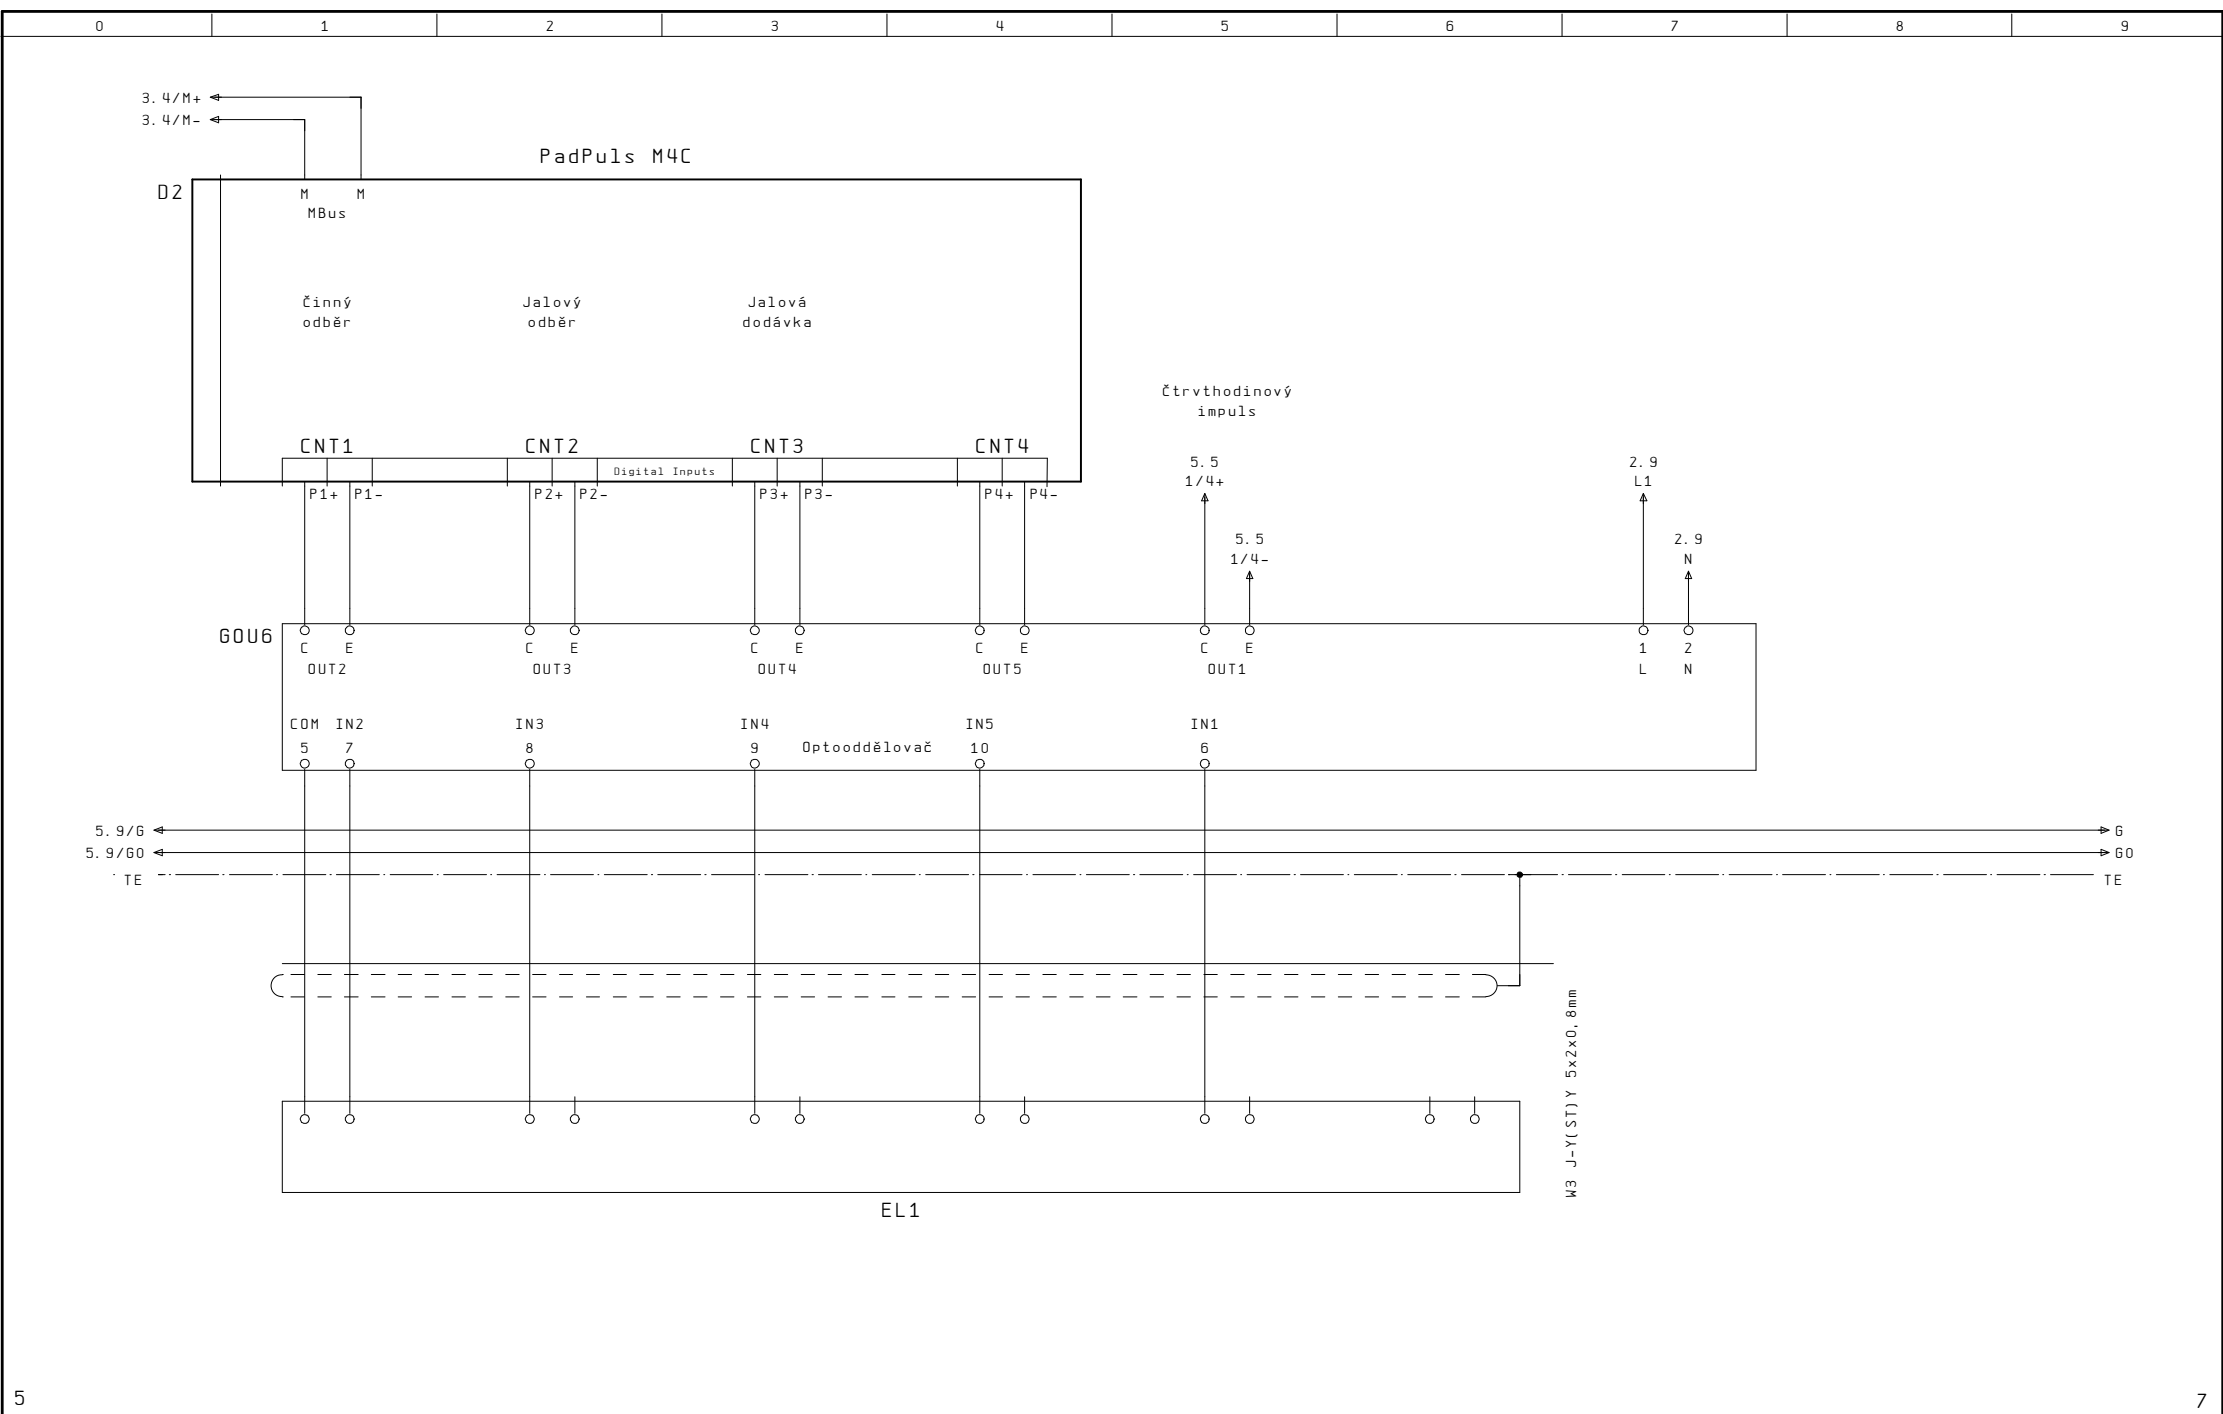 0 1 2 3 4 5 6 7 8 9
3.4/M+
3.4/M-
PadPuls M4C
D2
M M
MBus
Činný
odběr
Jalový
odběr
Jalová
dodávka
Čtrvthodinový
impuls
CNT1 CNT2 CNT3 CNT4
Digital Inputs
P1+ P1- P2+ P2- P3+ P3- P4+ P4-
5.5
1/4+
5.5
1/4-
2.9
L1
2.9
N
GOU6
C E C E C E C E C E 1 2
OUT2 OUT3 OUT4 OUT5 OUT1 L N
COM IN2 IN3 IN4 IN5 IN1
5 7 8 9 Optooddělovač 10 6
5.9/G G
5.9/G0 G0
TE TE
W3 J-Y(ST)Y 5x2x0,8mm
EL1
5 7